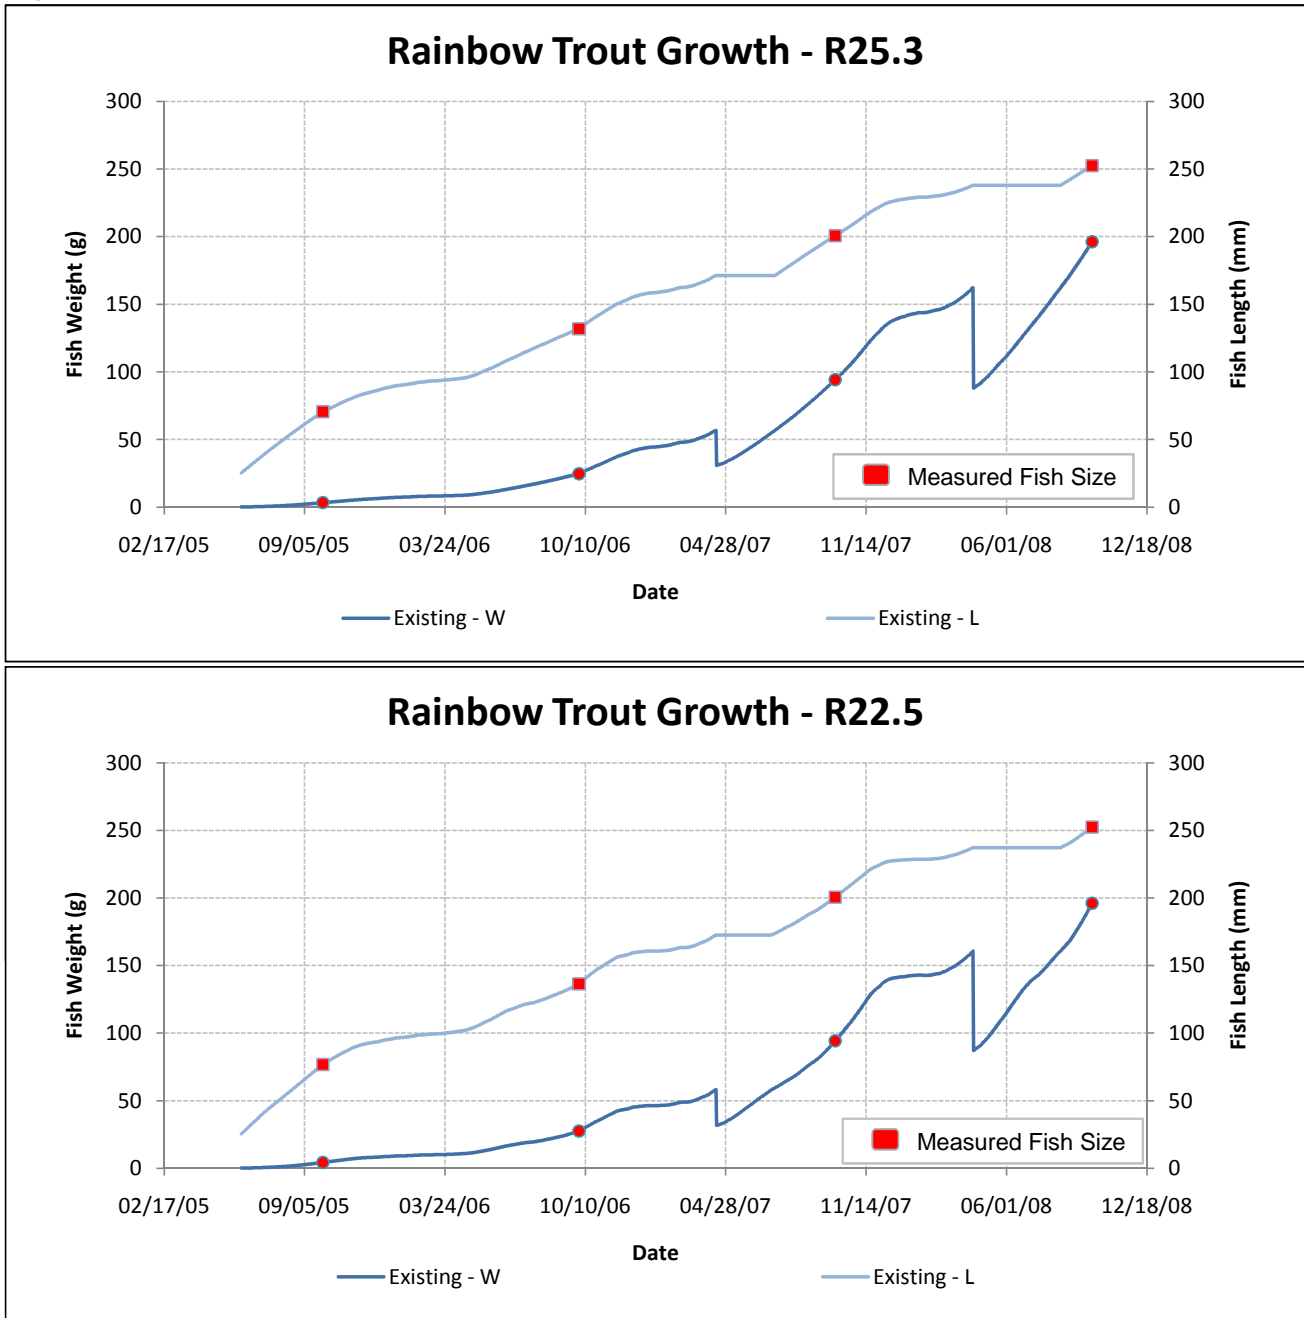 Rainbow Trout Growth - R25.3
300 300
250 250
200 200
150 150
100 100
50 50
0 0
Fish Weight (g)
Fish Length (mm)
Measured Fish Size
02/17/05 09/05/05 03/24/06 10/10/06 04/28/07 11/14/07 06/01/08 12/18/08
Date
Existing - W Existing - L
Rainbow Trout Growth - R22.5
300 300
250 250
200 200
150 150
100 100
50 50
0 0
Fish Weight (g)
Fish Length (mm)
Measured Fish Size
02/17/05 09/05/05 03/24/06 10/10/06 04/28/07 11/14/07 06/01/08 12/18/08
Date
Existing - W Existing - L